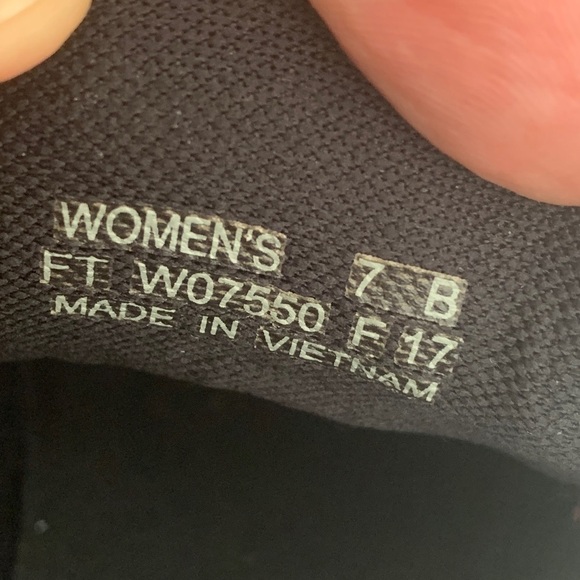 WOMEN'S 7 B
FT W07550 F 17
MADE IN VIETNAM